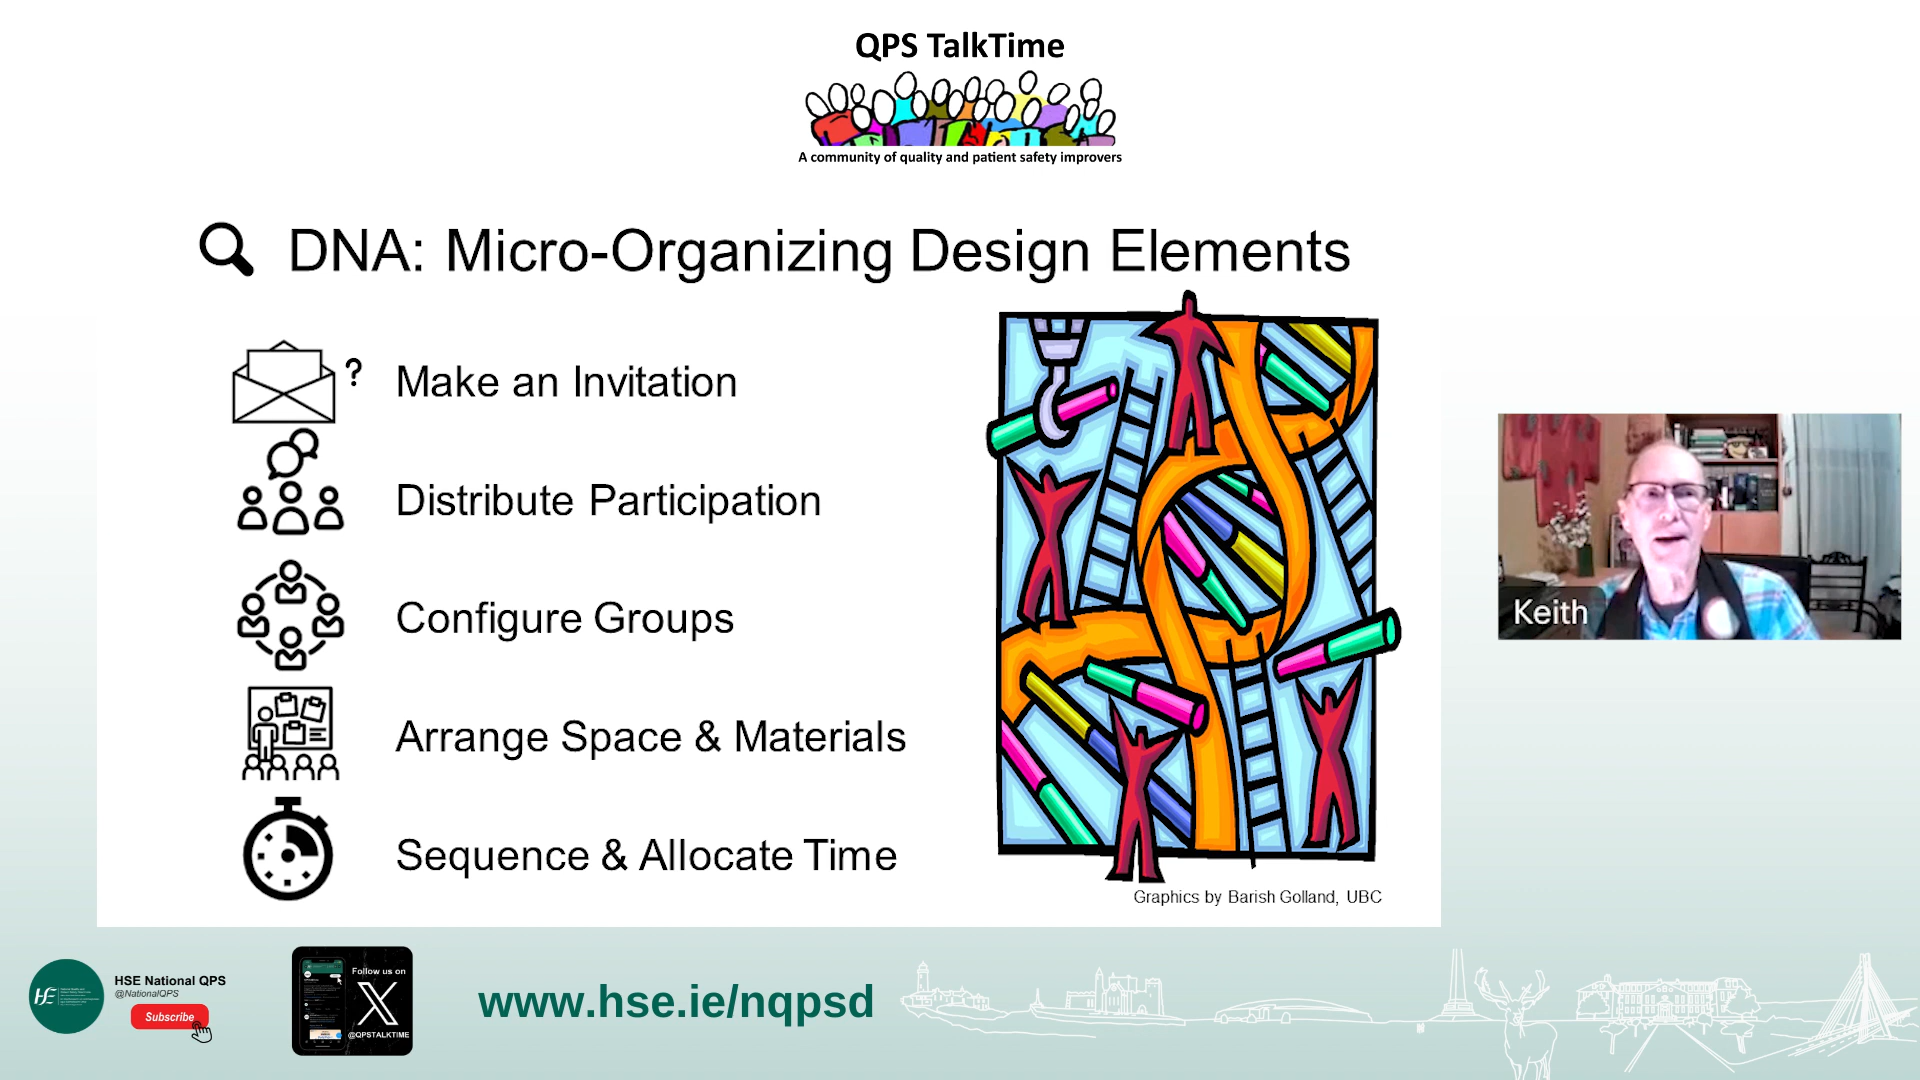 QPS TalkTime
A community of quality and patient safety improvers
DNA: Micro-Organizing Design Elements
?
Make an Invitation
Distribute Participation
Configure Groups
Arrange Space & Materials
Sequence & Allocate Time
Graphics by Barish Golland, UBC
Keith
HSE National QPS
@NationalQPS
Subscribe
Follow us on
X
@QPSTALKTIME
www.hse.ie/nqpsd